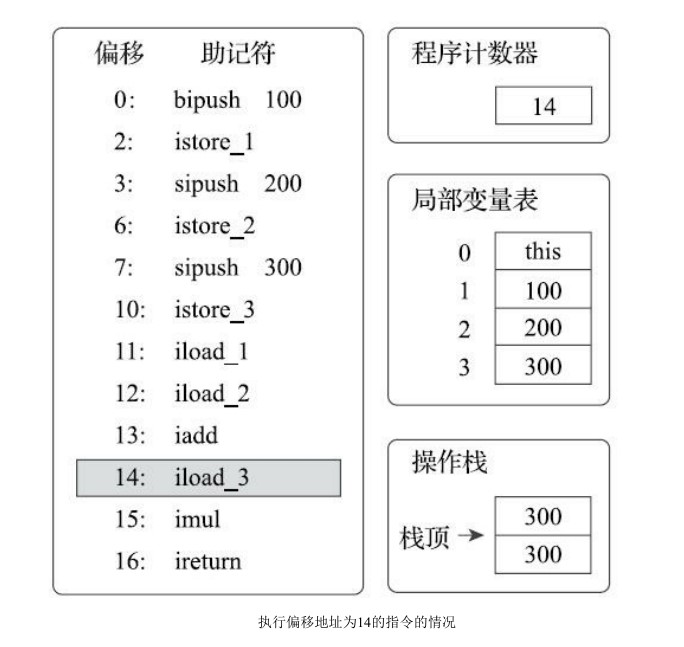 偏移 助记符
0: bipush 100
2: istore_1
3: sipush 200
6: istore_2
7: sipush 300
10: istore_3
11: iload_1
12: iload_2
13: iadd
14: iload_3
15: imul
16: ireturn
程序计数器
14
局部变量表
0 this
1 100
2 200
3 300
操作栈
300
栈顶
300
执行偏移地址为14的指令的情况